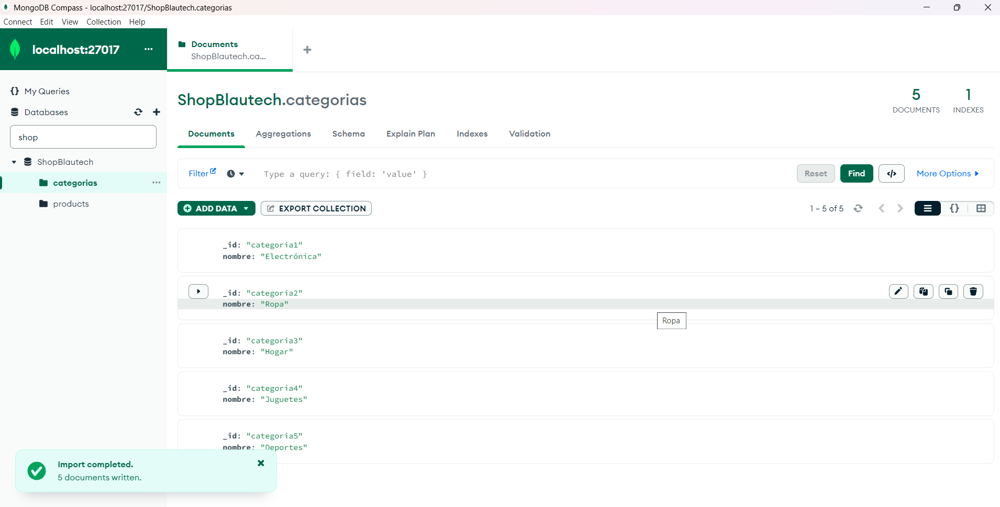 MongoDB Compass - localhost:27017/ShopBlautech.categorias
Connect Edit View Collection Help
localhost:27017
Documents
ShopBlautech.ca...
My Queries
Databases
shop
ShopBlautech
categorias
products
ShopBlautech.categorias
5
DOCUMENTS
1
INDEXES
Documents Aggregations Schema Explain Plan Indexes Validation
Filter
Type a query: { field: 'value' }
Reset
Find
</>
More Options
ADD DATA
EXPORT COLLECTION
1 – 5 of 5
{}
_id: "categoria1"
nombre: "Electrónica"
_id: "categoria2"
nombre: "Ropa"
Ropa
_id: "categoria3"
nombre: "Hogar"
_id: "categoria4"
nombre: "Juguetes"
_id: "categoria5"
nombre: "Deportes"
Import completed.
5 documents written.